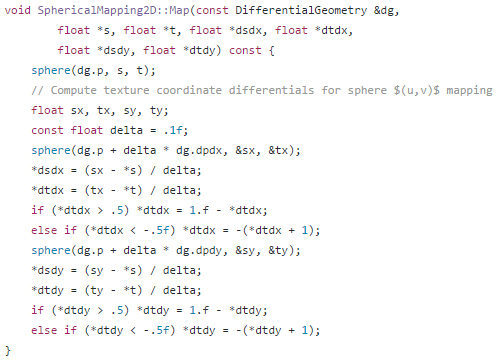 void SphericalMapping2D::Map(const DifferentialGeometry &dg,
        float *s, float *t, float *dsdx, float *dtdx,
        float *dsdy, float *dtdy) const {
    sphere(dg.p, s, t);
    // Compute texture coordinate differentials for sphere $(u,v)$ mapping
    float sx, tx, sy, ty;
    const float delta = .1f;
    sphere(dg.p + delta * dg.dpdx, &sx, &tx);
    *dsdx = (sx - *s) / delta;
    *dtdx = (tx - *t) / delta;
    if (*dtdx > .5) *dtdx = 1.f - *dtdx;
    else if (*dtdx < -.5f) *dtdx = -(*dtdx + 1);
    sphere(dg.p + delta * dg.dpdy, &sy, &ty);
    *dsdy = (sy - *s) / delta;
    *dtdy = (ty - *t) / delta;
    if (*dtdy > .5) *dtdy = 1.f - *dtdy;
    else if (*dtdy < -.5f) *dtdy = -(*dtdy + 1);
}